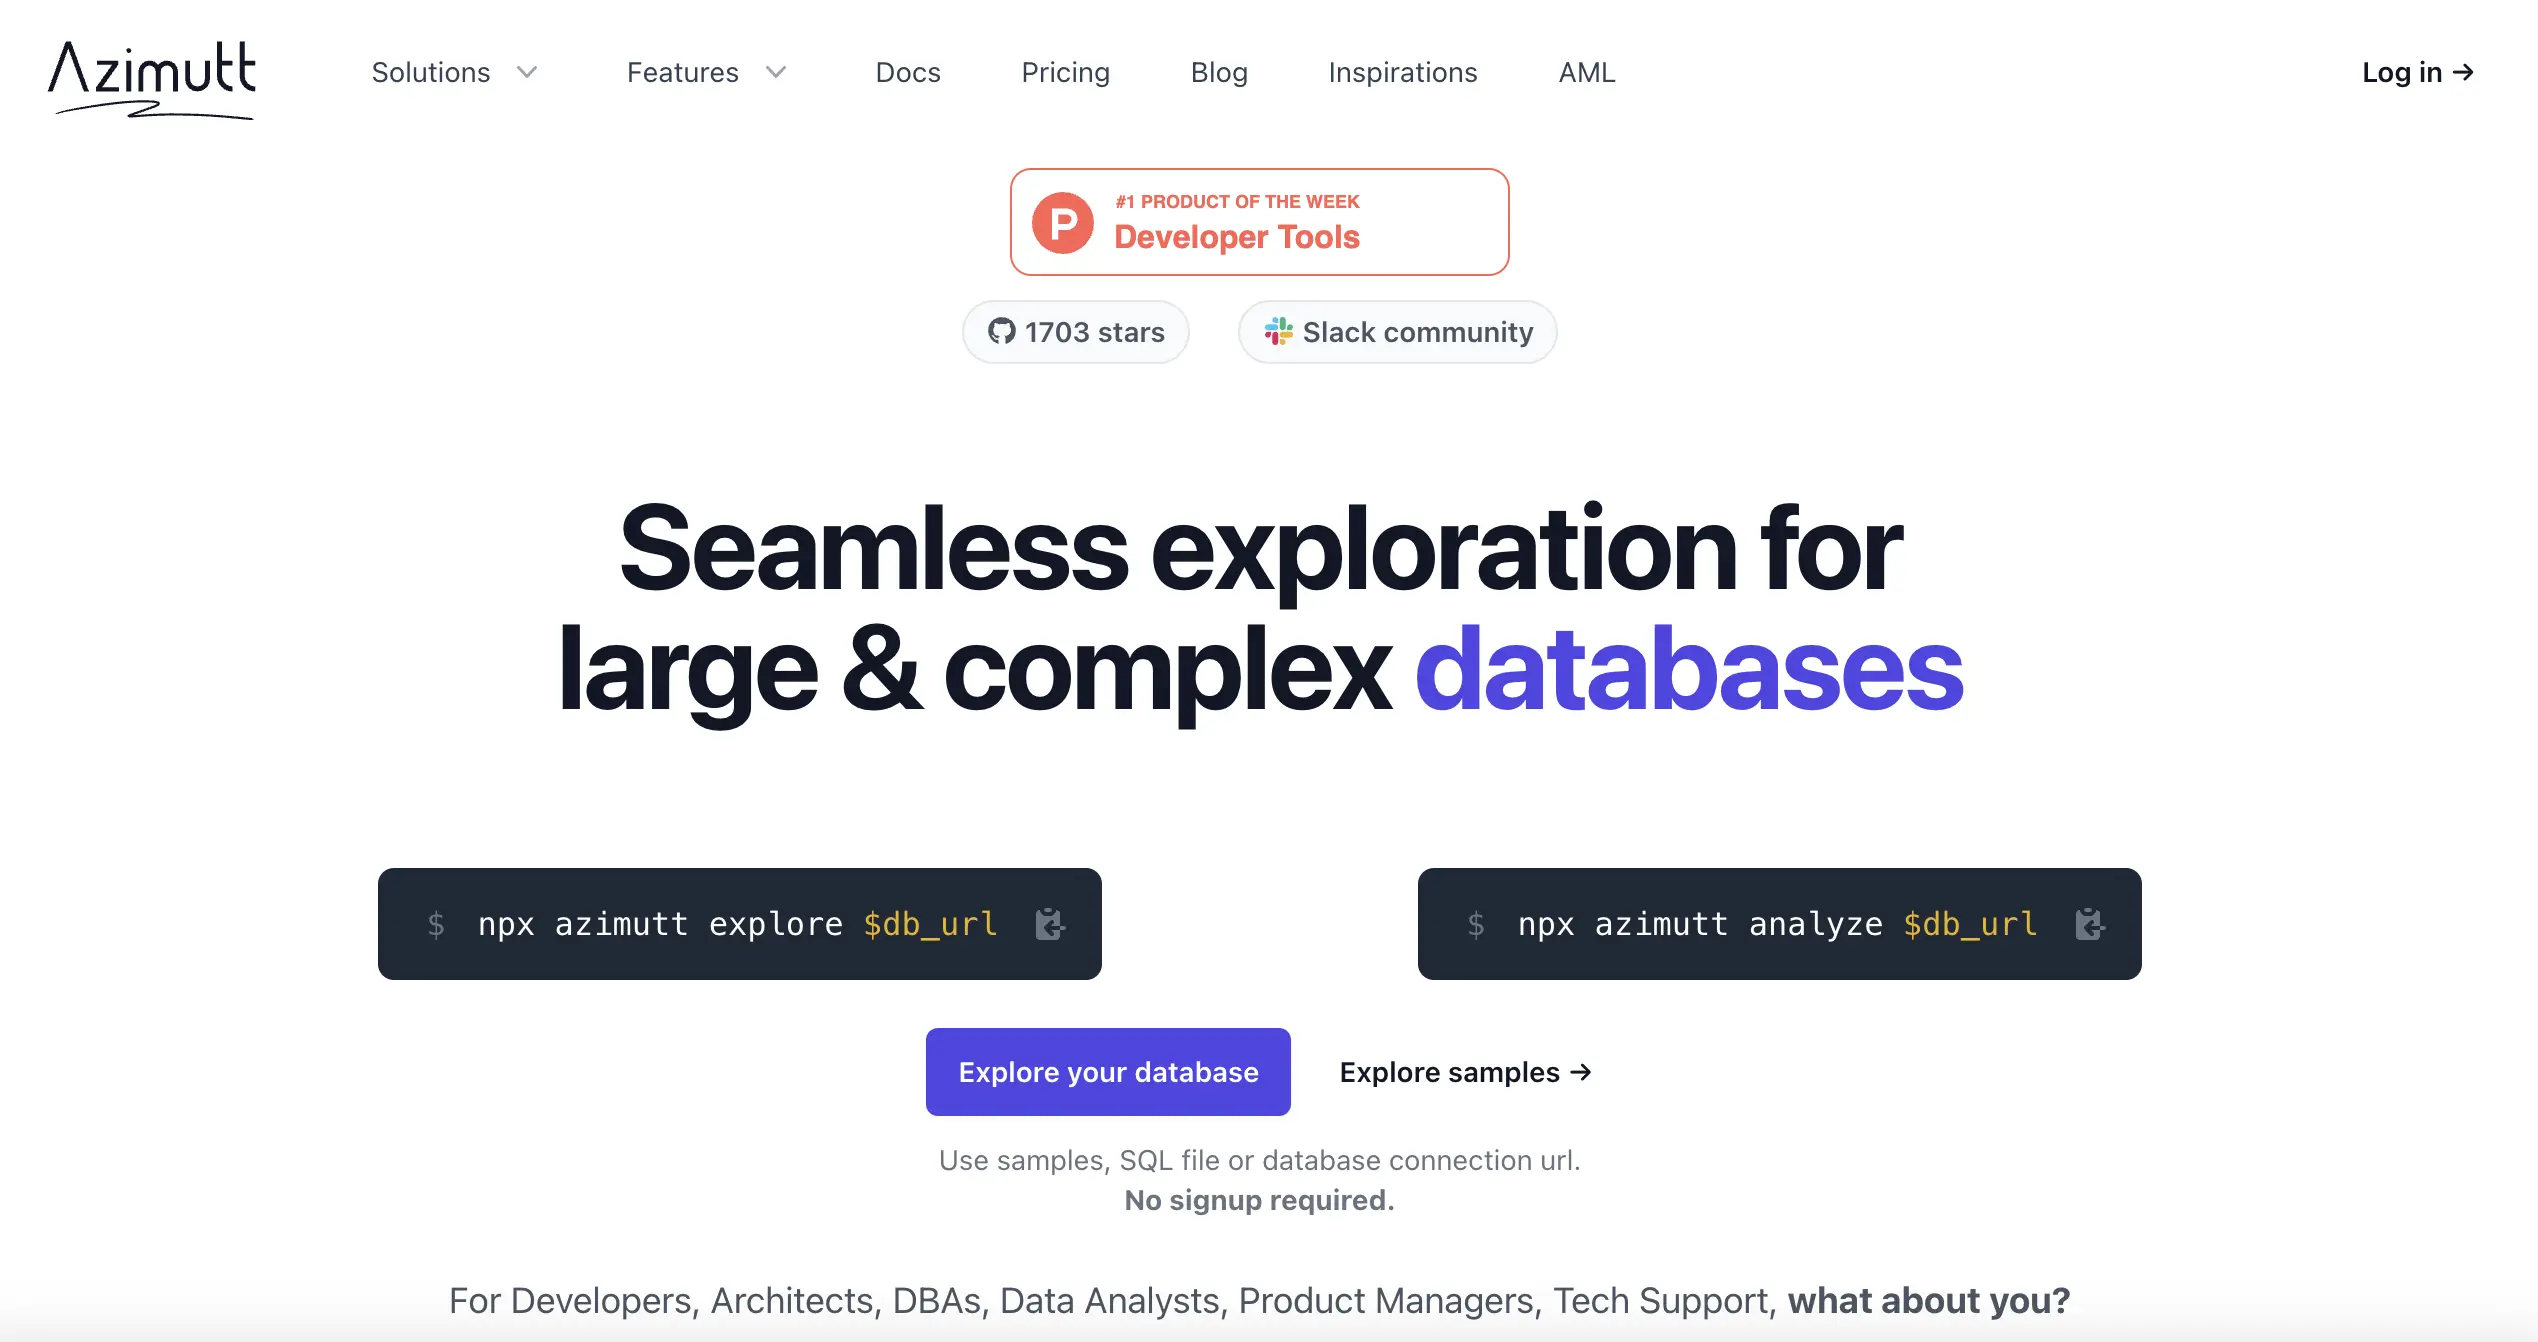 Azimutt
Solutions
Features
Docs
Pricing
Blog
Inspirations
AML
Log in →
P
#1 PRODUCT OF THE WEEK
Developer Tools
1703 stars
Slack community
Seamless exploration for
large & complex databases
$ npx azimutt explore $db_url
$ npx azimutt analyze $db_url
Explore your database
Explore samples →
Use samples, SQL file or database connection url.
No signup required.
For Developers, Architects, DBAs, Data Analysts, Product Managers, Tech Support, what about you?